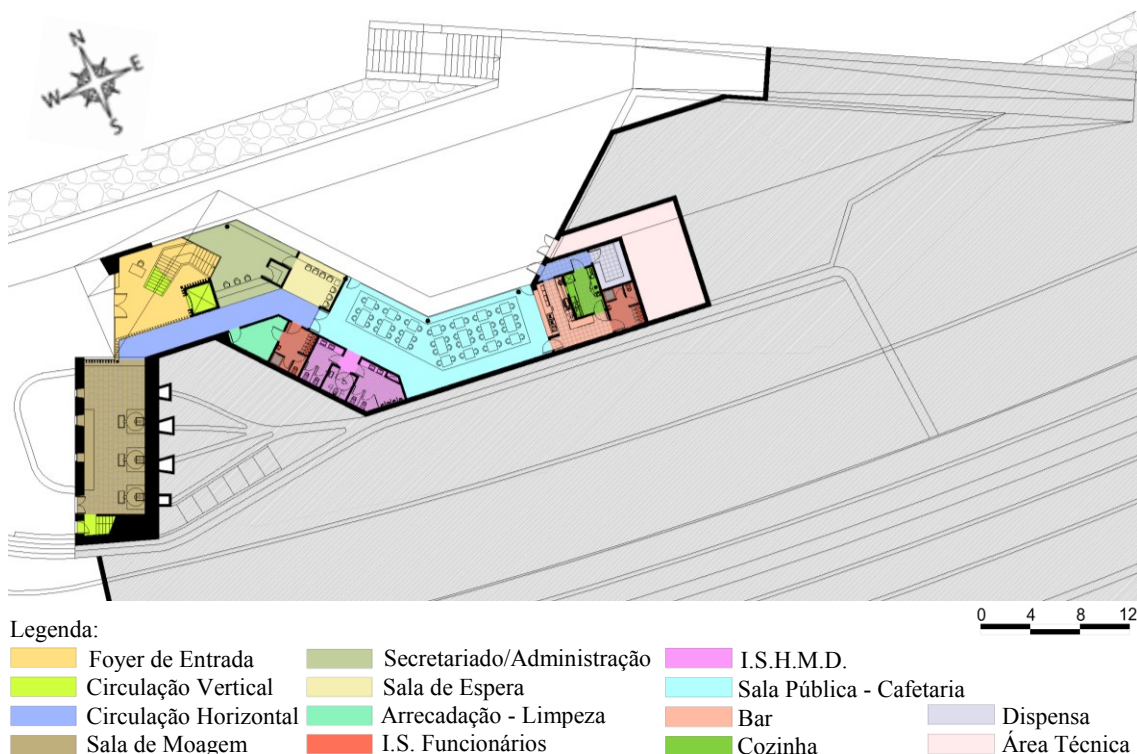 N
E
W
S
0 4 8 12
Legenda:
Foyer de Entrada
Secretariado/Administração
I.S.H.M.D.
Circulação Vertical
Sala de Espera
Sala Pública - Cafetaria
Circulação Horizontal
Arrecadação - Limpeza
Bar
Dispensa
Sala de Moagem
I.S. Funcionários
Cozinha
Área Técnica